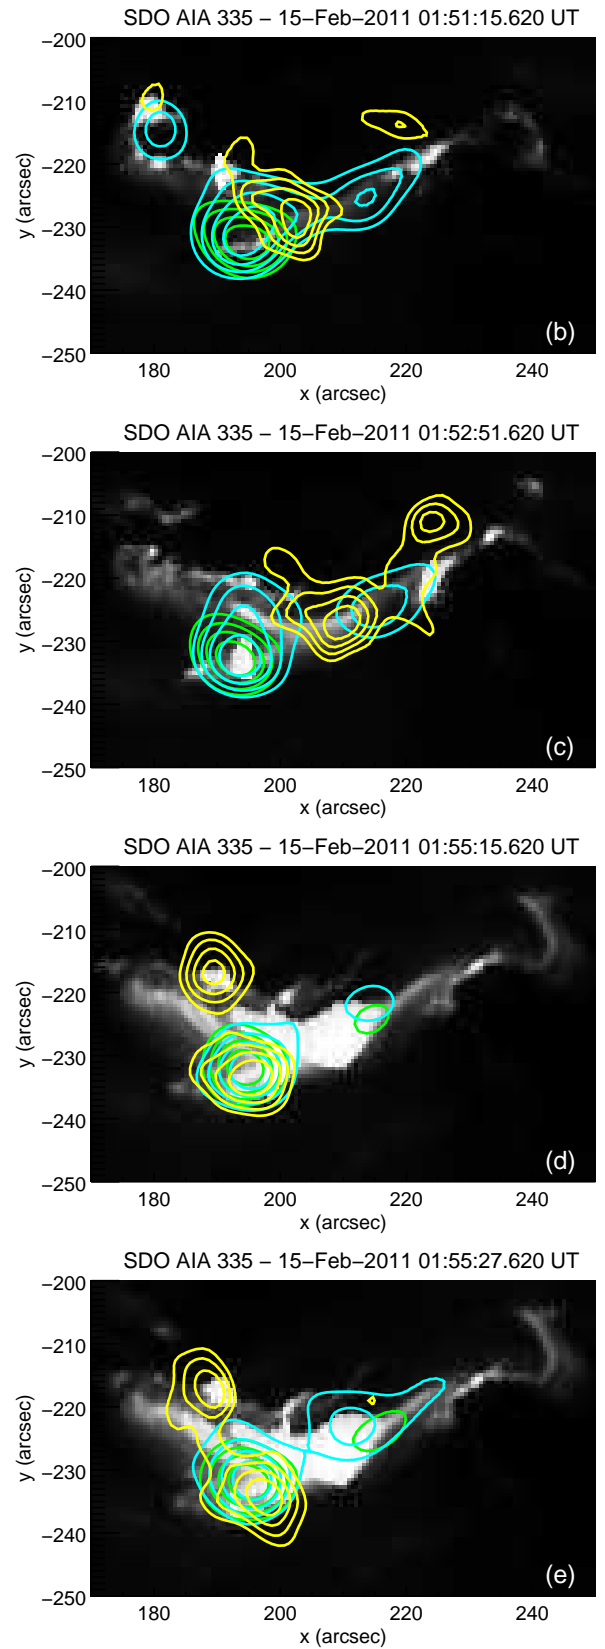 SDO AIA 335 − 15−Feb−2011 01:51:15.620 UT
−200
−210
−220
−230
−240
−250
y (arcsec)
(b)
180 200 220 240
x (arcsec)
SDO AIA 335 − 15−Feb−2011 01:52:51.620 UT
−200
−210
−220
−230
−240
−250
y (arcsec)
(c)
180 200 220 240
x (arcsec)
SDO AIA 335 − 15−Feb−2011 01:55:15.620 UT
−200
−210
−220
−230
−240
−250
y (arcsec)
(d)
180 200 220 240
x (arcsec)
SDO AIA 335 − 15−Feb−2011 01:55:27.620 UT
−200
−210
−220
−230
−240
−250
y (arcsec)
(e)
180 200 220 240
x (arcsec)